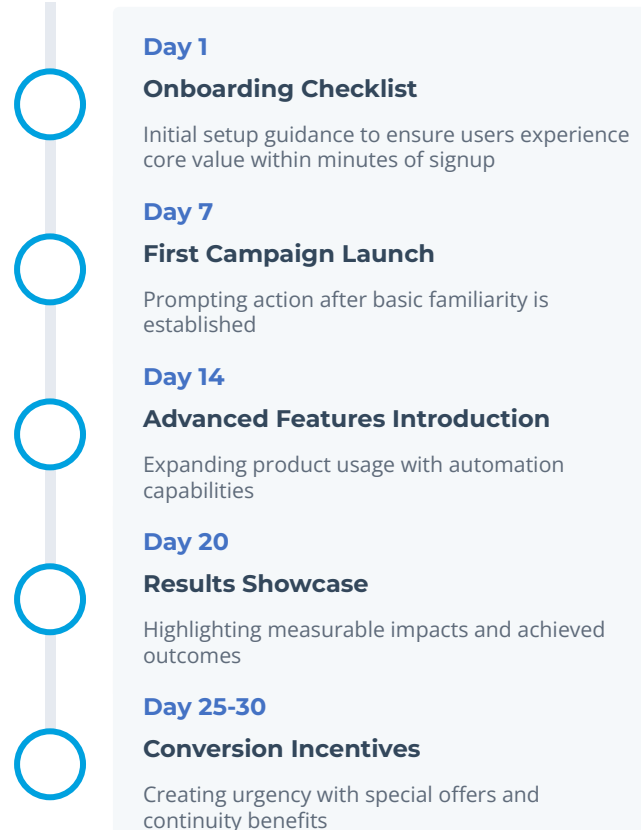 Day 1
Onboarding Checklist
Initial setup guidance to ensure users experience
core value within minutes of signup
Day 7
First Campaign Launch
Prompting action after basic familiarity is
established
Day 14
Advanced Features Introduction
Expanding product usage with automation
capabilities
Day 20
Results Showcase
Highlighting measurable impacts and achieved
outcomes
Day 25-30
Conversion Incentives
Creating urgency with special offers and
continuity benefits